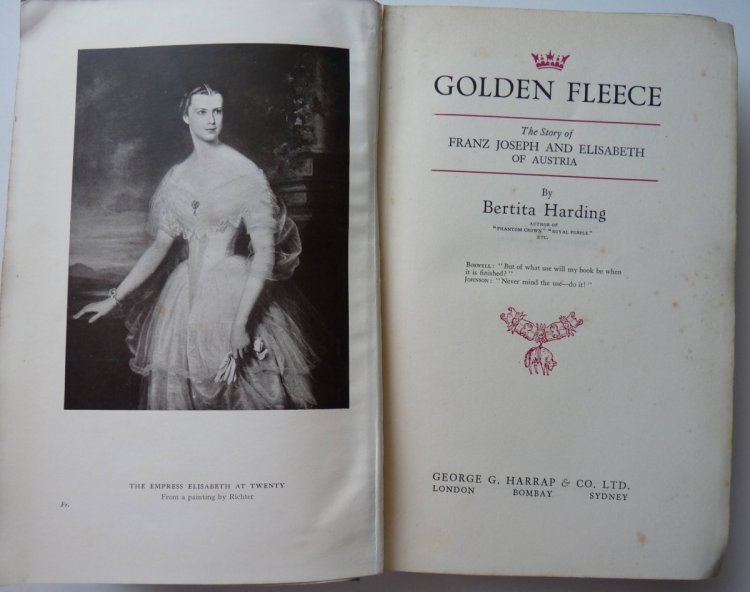 THE EMPRESS ELISABETH AT TWENTY
From a painting by Richter
Fr.
GOLDEN FLEECE
The Story of
FRANZ JOSEPH AND ELISABETH
OF AUSTRIA
By
Bertita Harding
AUTHOR OF
"PHANTOM CROWN" "ROYAL PURPLE"
ETC.
BOSWELL: "But of what use will my book be when
it is finished?"
JOHNSON: "Never mind the use—do it!"
GEORGE G. HARRAP & CO. LTD.
LONDON BOMBAY SYDNEY